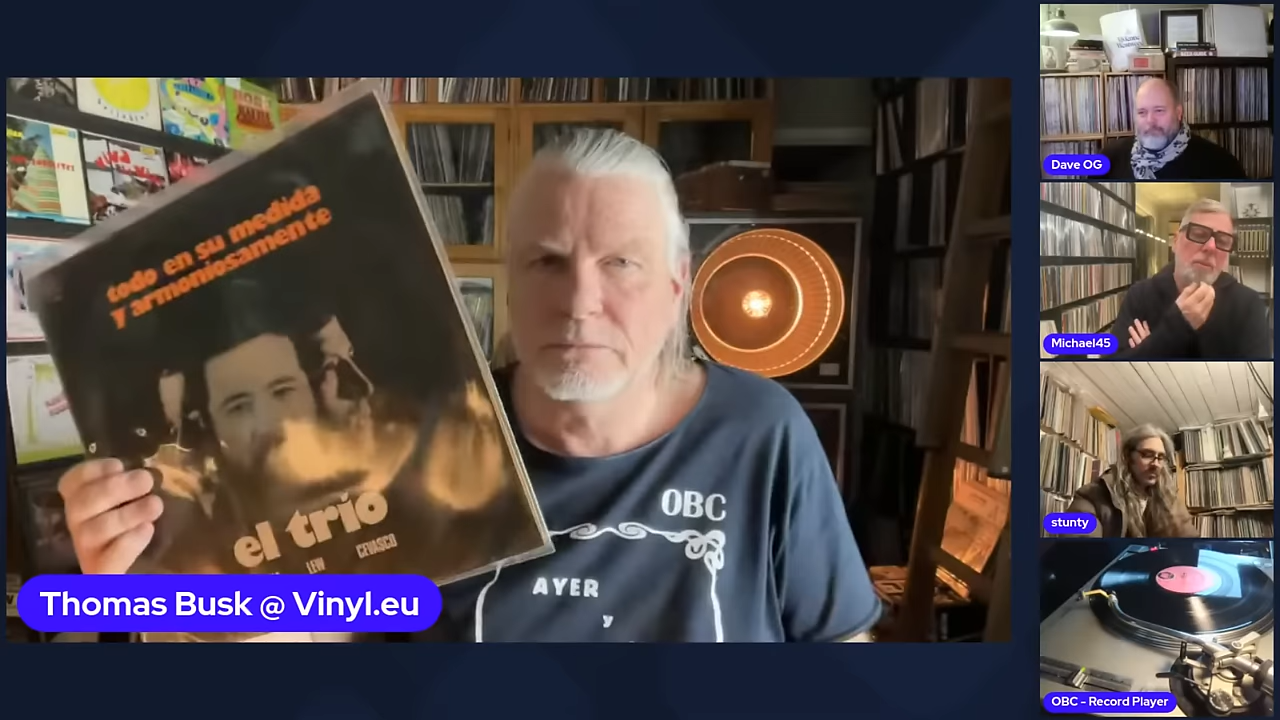 todo en su medida
y armoniosamente
el trío
LEW
CEVASCO
OBC
AYER
y
Thomas Busk @ Vinyl.eu
Dave OG
Michael45
stunty
OBC - Record Player